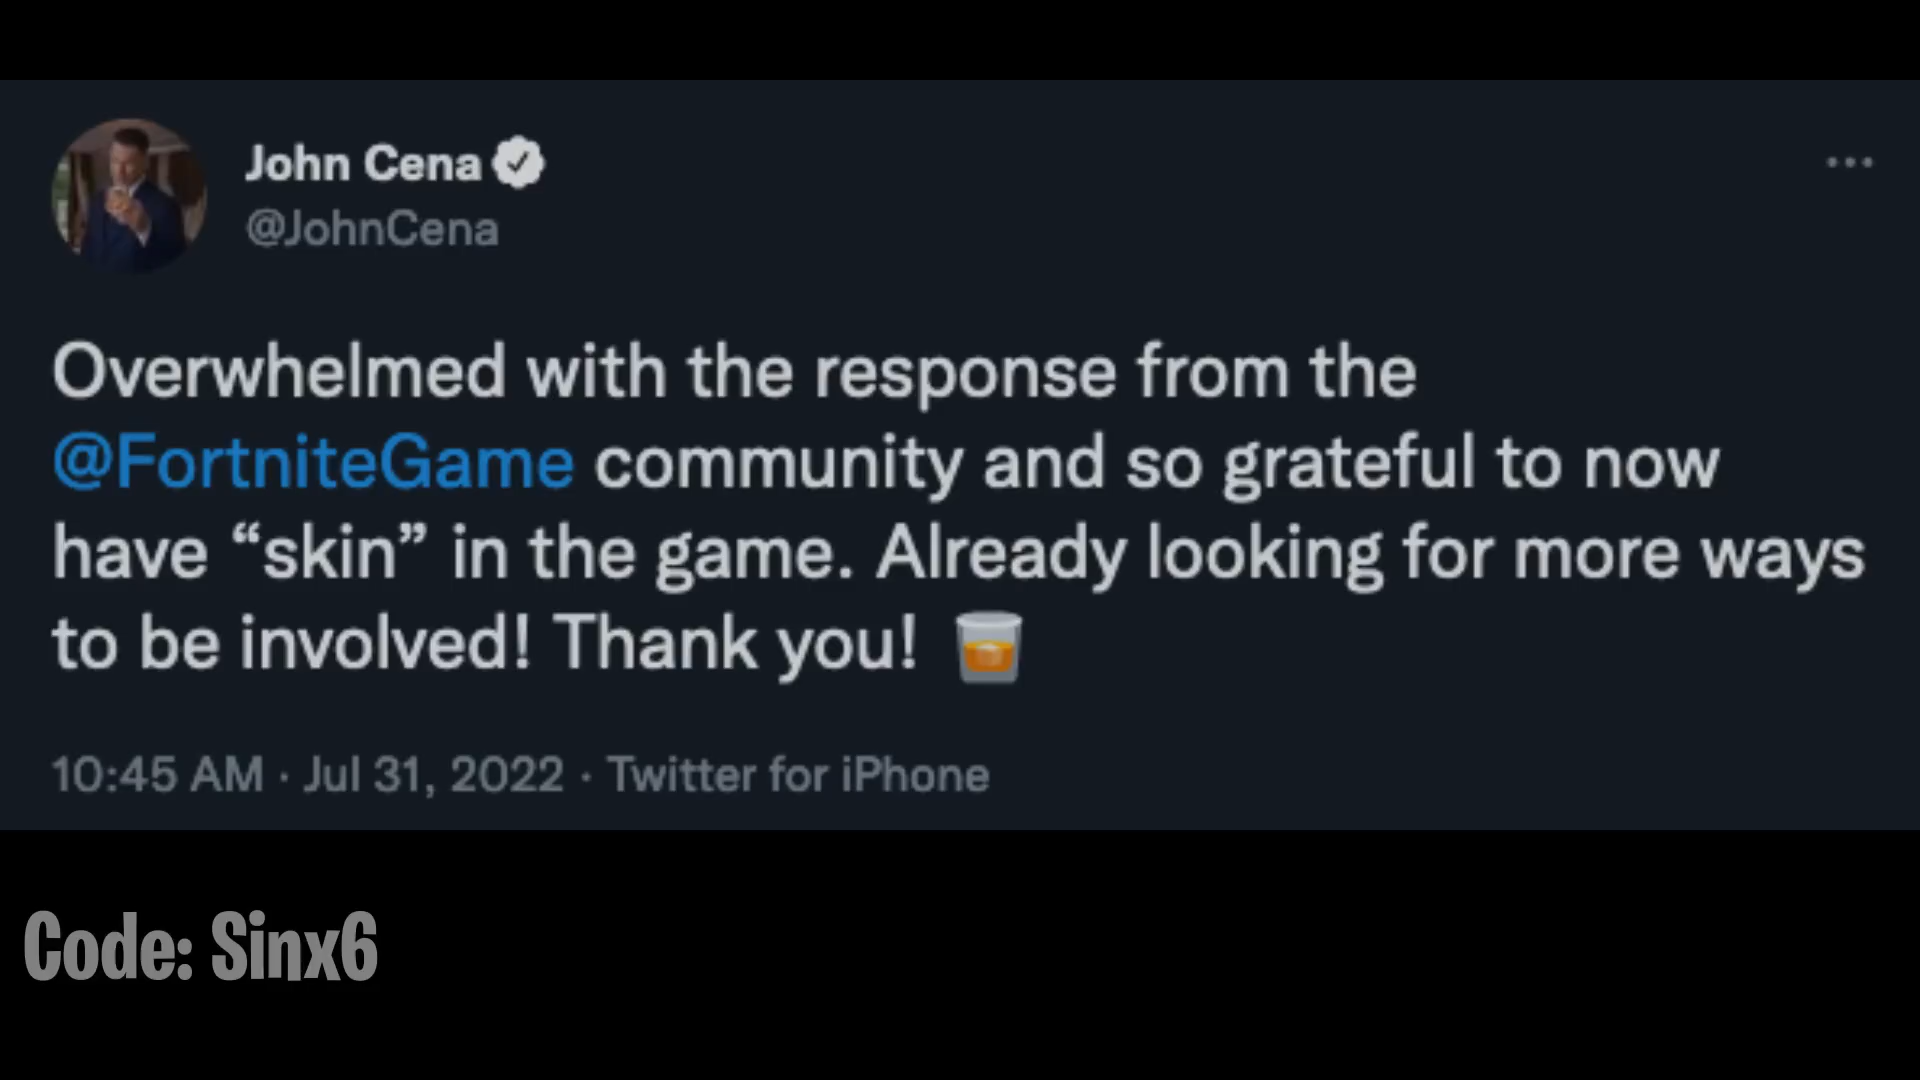 John Cena
@JohnCena
Overwhelmed with the response from the
@FortniteGame community and so grateful to now
have “skin” in the game. Already looking for more ways
to be involved! Thank you! 🥃
10:45 AM · Jul 31, 2022 · Twitter for iPhone
Code: Sinx6